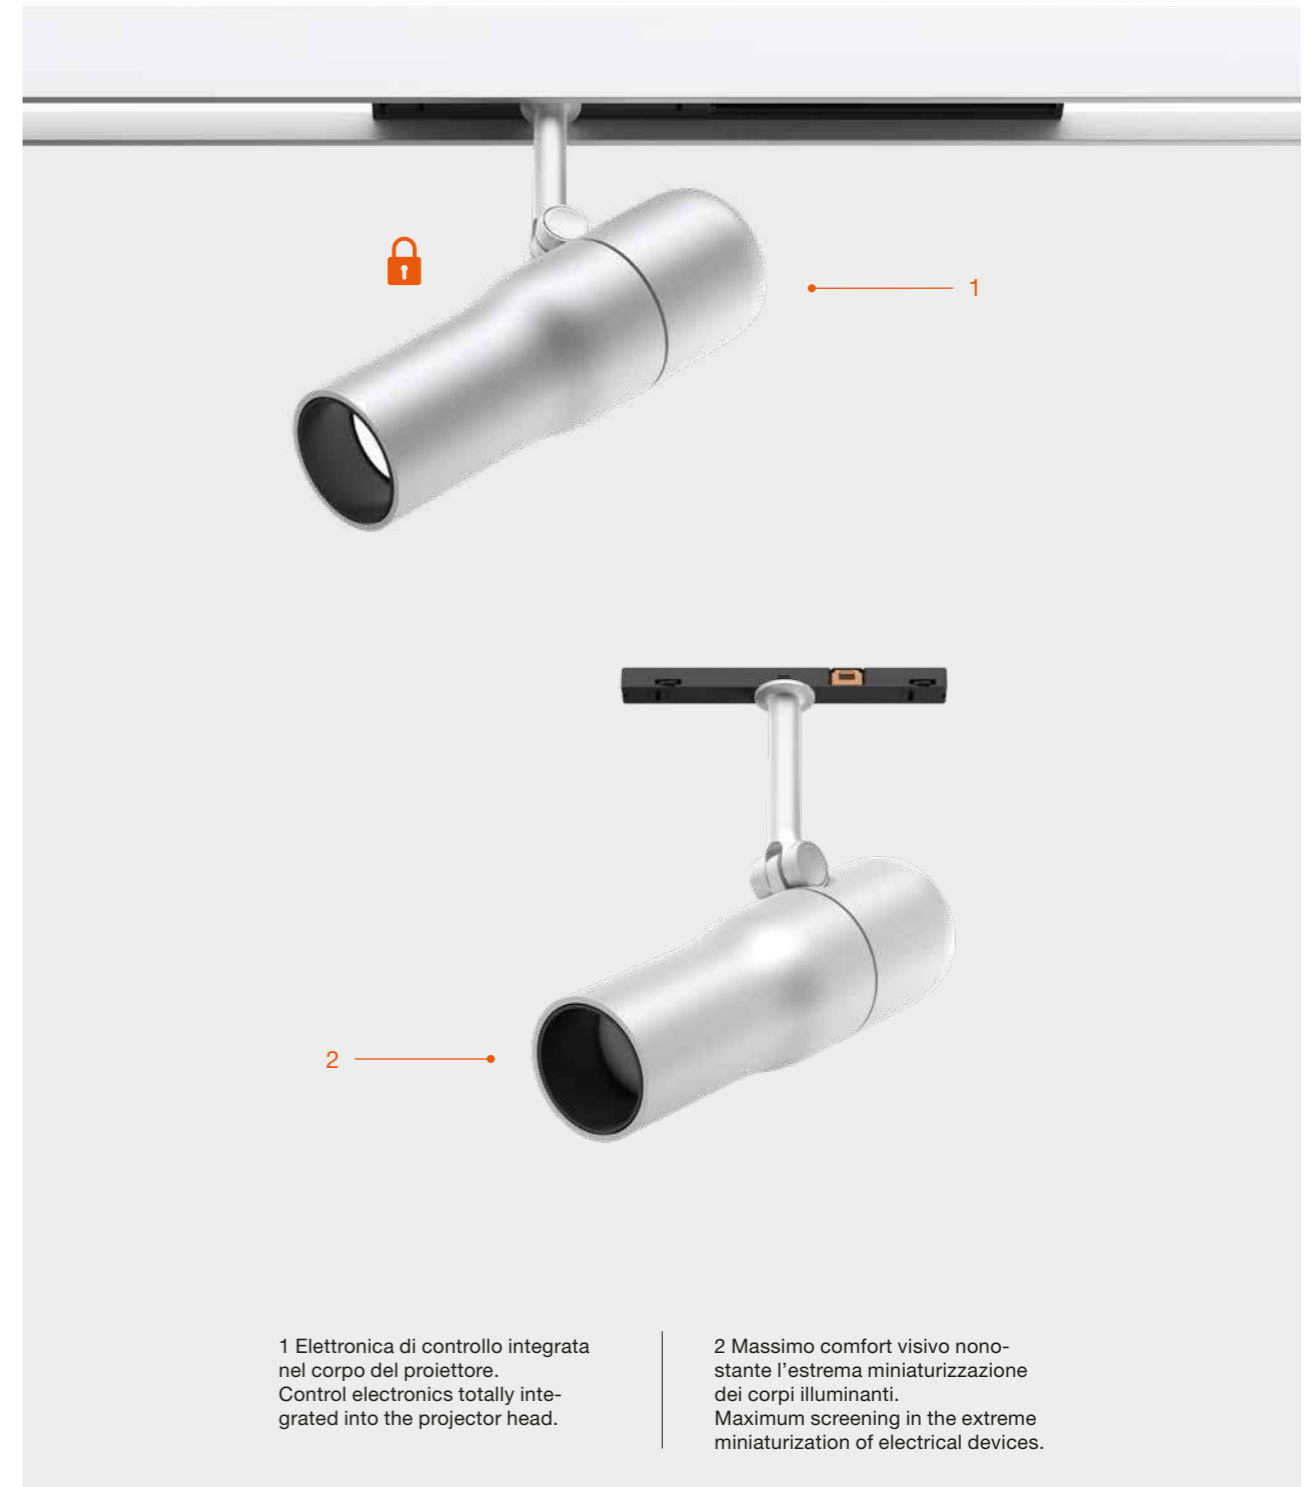 1
2
1 Elettronica di controllo integrata
nel corpo del proiettore.
Control electronics totally inte-
grated into the projector head.
2 Massimo comfort visivo nono-
stante l’estrema miniaturizzazione
dei corpi illuminanti.
Maximum screening in the extreme
miniaturization of electrical devices.